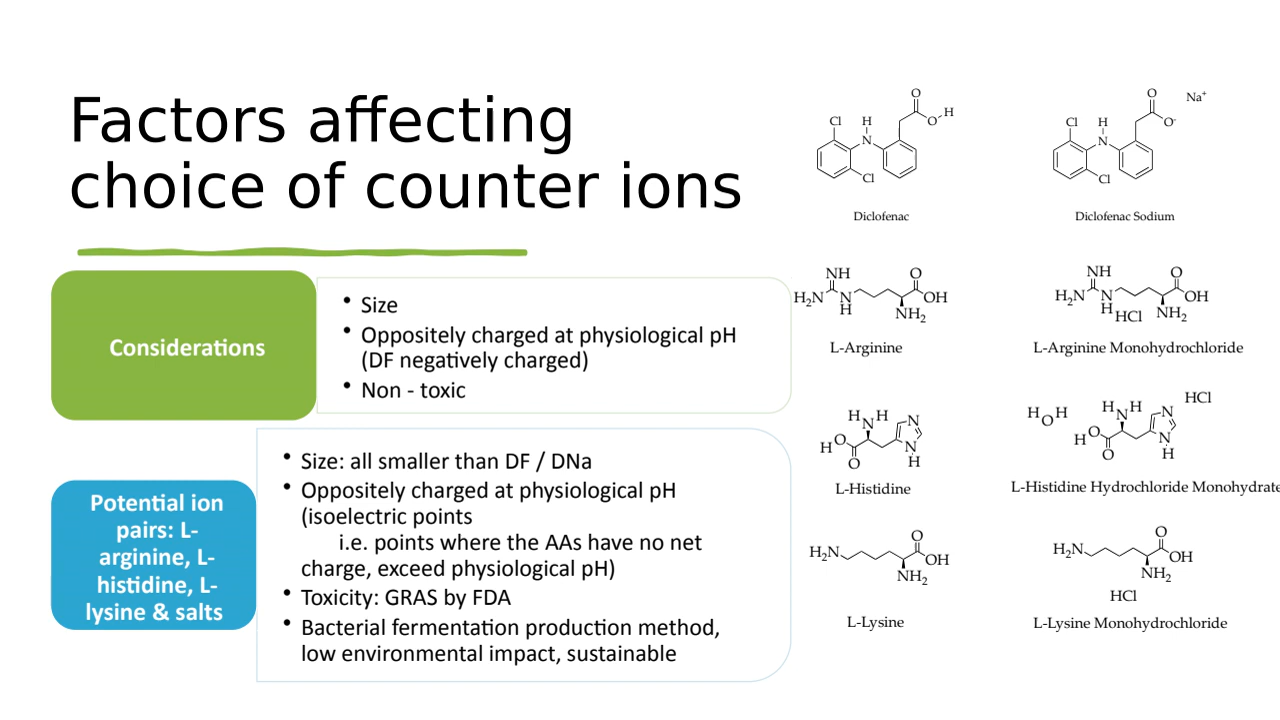 Factors affecting
choice of counter ions
Considerations
• Size
• Oppositely charged at physiological pH
(DF negatively charged)
• Non - toxic
Potential ion
pairs: L-
arginine, L-
histidine, L-
lysine & salts
• Size: all smaller than DF / DNa
• Oppositely charged at physiological pH
(isoelectric points
i.e. points where the AAs have no net
charge, exceed physiological pH)
• Toxicity: GRAS by FDA
• Bacterial fermentation production method,
low environmental impact, sustainable
O
Cl
H
N
O
H
Cl
Diclofenac
O
Na+
Cl
H
N
O-
Cl
Diclofenac Sodium
NH
O
H2N
N
H
OH
NH2
L-Arginine
NH
O
H2N
N
H
HCl
OH
NH2
L-Arginine Monohydrochloride
H
N
H
N
H
O
O
N
H
L-Histidine
HCl
H
O
H
H
N
H
N
H
O
O
N
H
L-Histidine Hydrochloride Monohydrate
O
H2N
OH
NH2
L-Lysine
O
H2N
OH
NH2
HCl
L-Lysine Monohydrochloride